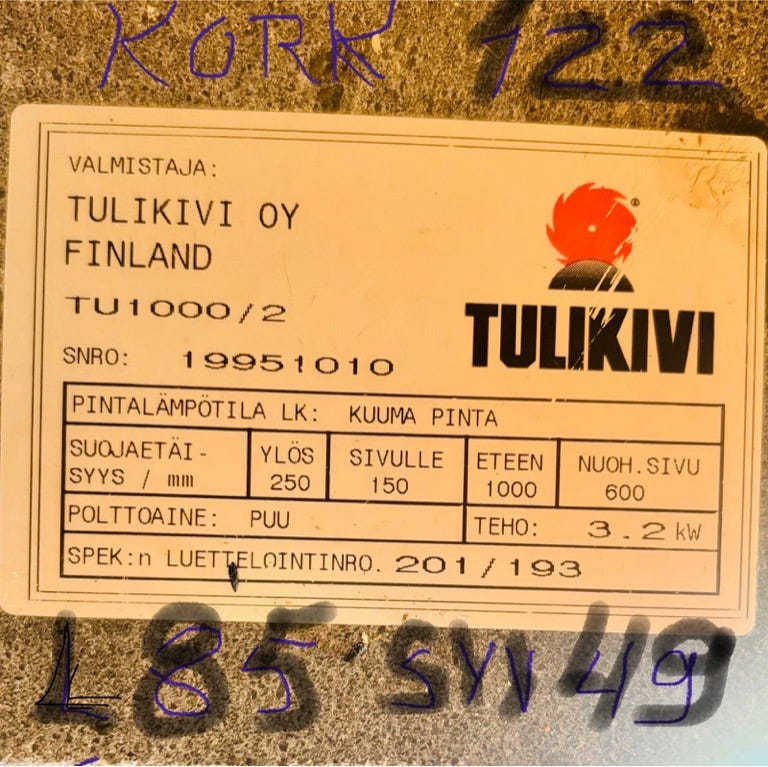 KORK 122
VALMISTAJA:
TULIKIVI OY
FINLAND
®
TU1000/2
TULIKIVI
SNRO: 19951010
PINTALÄMPÖTILA LK: KUUMA PINTA
SUOJAETÄI-
SYYS / mm
YLÖS
250
SIVULLE
150
ETEEN
1000
NUOH.SIVU
600
POLTTOAINE: PUU
TEHO: 3.2 kW
SPEK:n LUETTELOINTINRO. 201/193
L 85 SYV 49